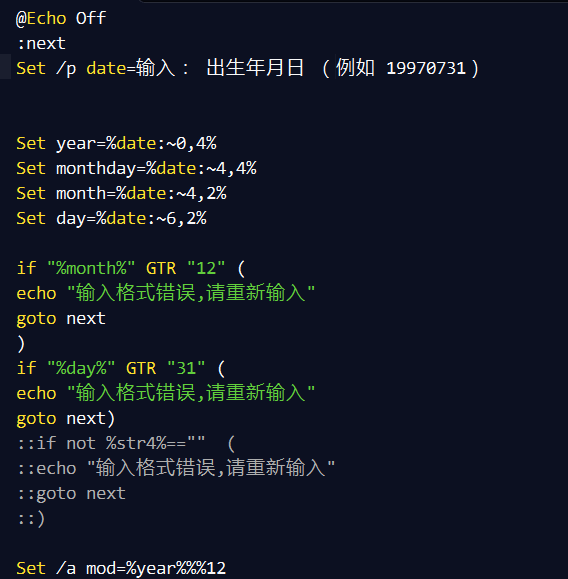 @Echo Off
:next
Set /p date=输入： 出生年月日 （例如 19970731）
Set year=%date:~0,4%
Set monthday=%date:~4,4%
Set month=%date:~4,2%
Set day=%date:~6,2%
if "%month%" GTR "12" (
echo "输入格式错误,请重新输入"
goto next
)
if "%day%" GTR "31" (
echo "输入格式错误,请重新输入"
goto next)
::if not %str4%==""  (
::echo "输入格式错误,请重新输入"
::goto next
::)
Set /a mod=%year%%%12